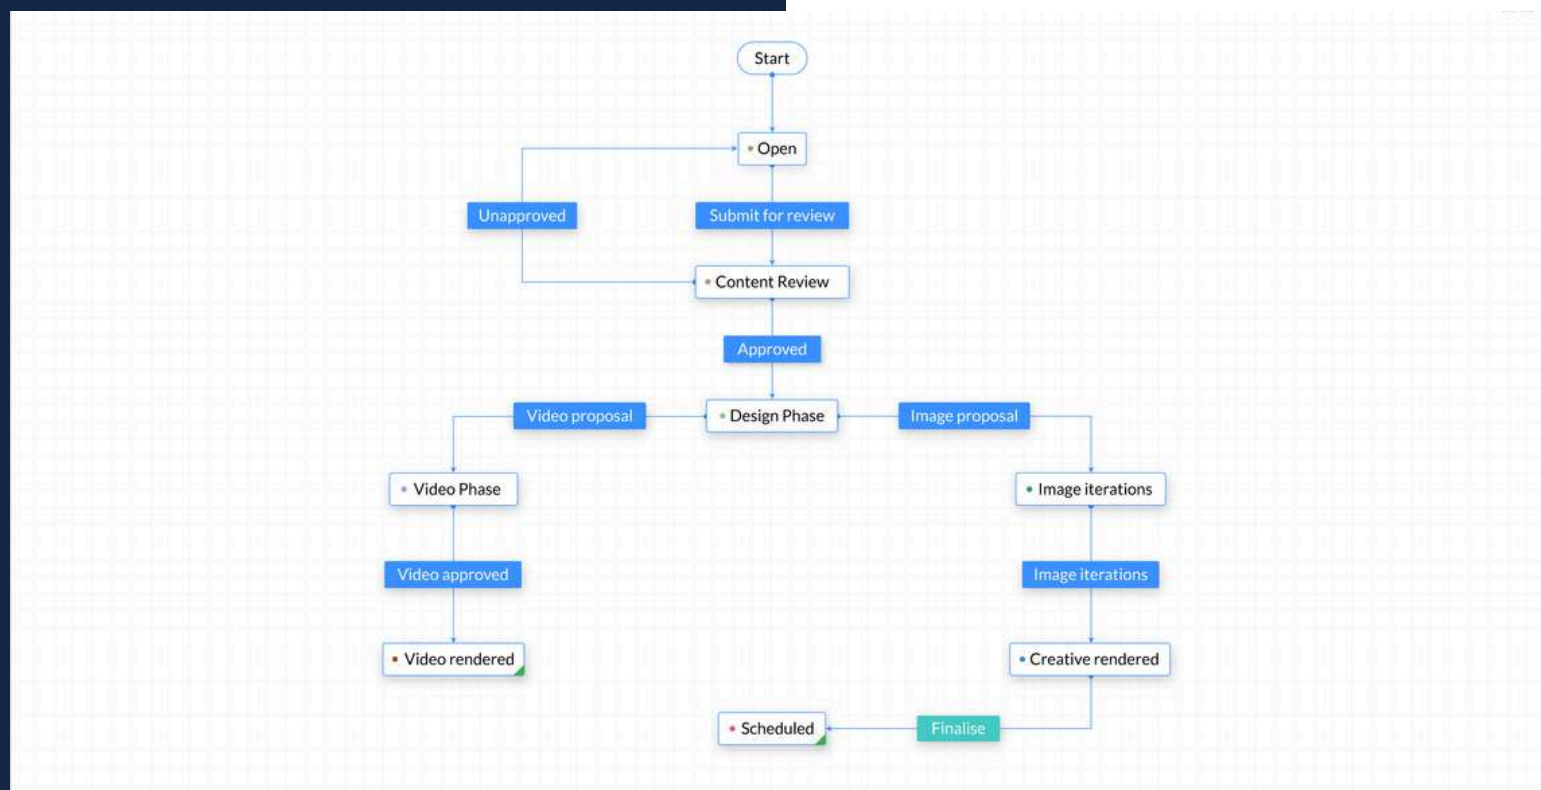 Start
Open
Unapproved
Submit for review
Content Review
Approved
Video proposal
Design Phase
Image proposal
Video Phase
Image iterations
Video approved
Image iterations
Video rendered
Creative rendered
Scheduled
Finalise